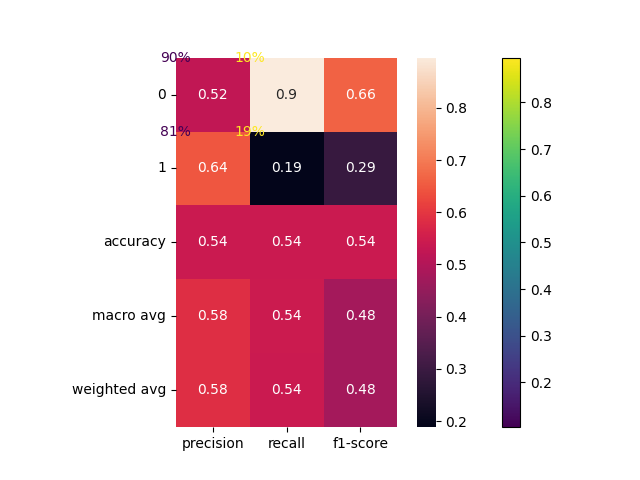 90% 10%
0 0.52 0.9 0.66
81% 19%
1 0.64 0.19 0.29
accuracy 0.54 0.54 0.54
macro avg 0.58 0.54 0.48
weighted avg 0.58 0.54 0.48
precision recall f1-score
0.8
0.7
0.6
0.5
0.4
0.3
0.2
0.8
0.7
0.6
0.5
0.4
0.3
0.2